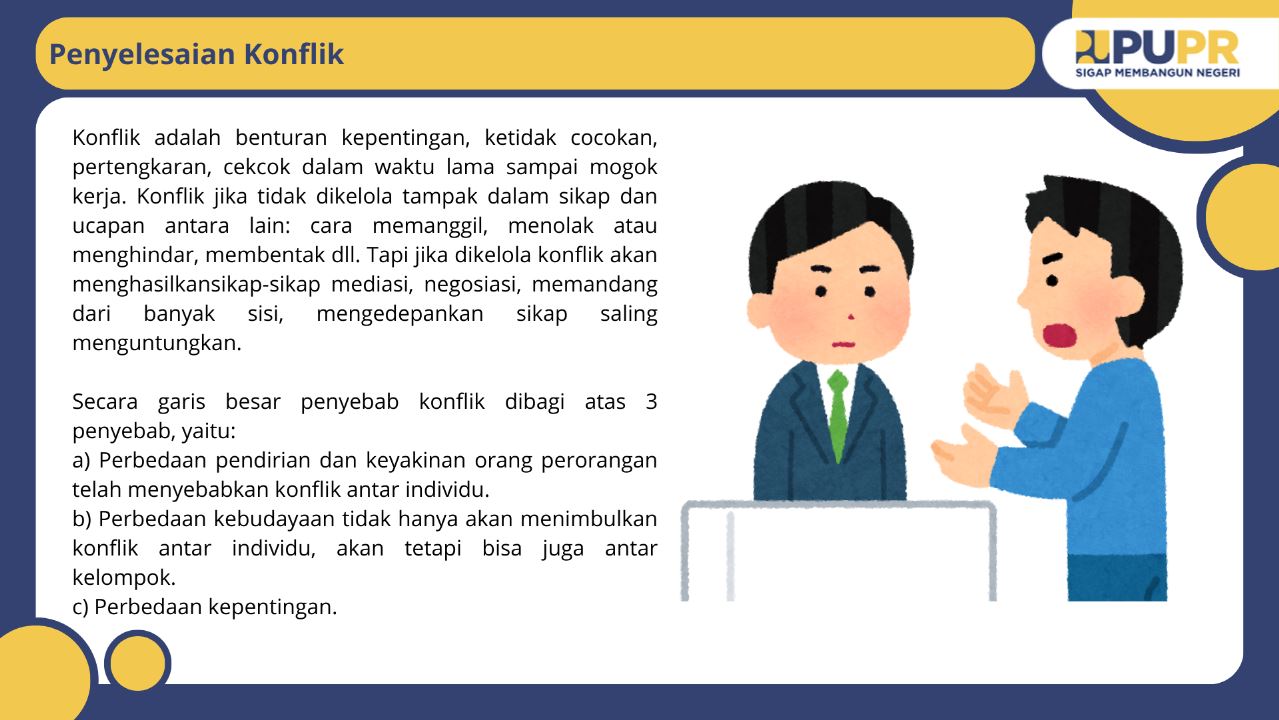 Penyelesaian Konflik
PUPR
SIGAP MEMBANGUN NEGERI
Konflik adalah benturan kepentingan, ketidak cocokan,
pertengkaran, cekcok dalam waktu lama sampai mogok
kerja. Konflik jika tidak dikelola tampak dalam sikap dan
ucapan antara lain: cara memanggil, menolak atau
menghindar, membentak dll. Tapi jika dikelola konflik akan
menghasilkansikap-sikap mediasi, negosiasi, memandang
dari banyak sisi, mengedepankan sikap saling
menguntungkan.
Secara garis besar penyebab konflik dibagi atas 3
penyebab, yaitu:
a) Perbedaan pendirian dan keyakinan orang perorangan
telah menyebabkan konflik antar individu.
b) Perbedaan kebudayaan tidak hanya akan menimbulkan
konflik antar individu, akan tetapi bisa juga antar
kelompok.
c) Perbedaan kepentingan.